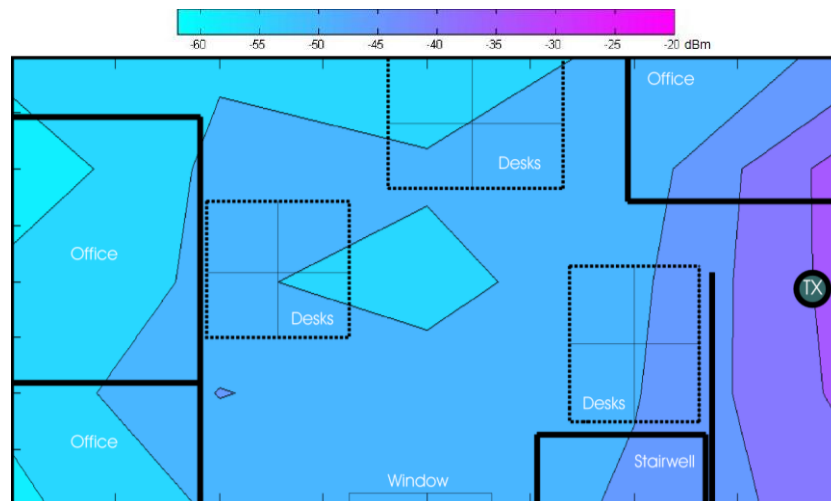 -60 -55 -50 -45 -40 -35 -30 -25 -20 dBm
Office
Desks
Office
TX
Desks
Desks
Office
Stairwell
Window